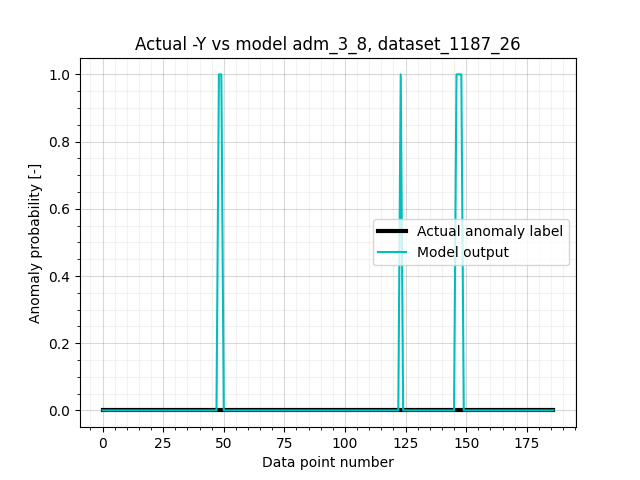 Actual -Y vs model adm_3_8, dataset_1187_26
Anomaly probability [-]
1.0
0.8
0.6
0.4
0.2
0.0
Actual anomaly label
Model output
0 25 50 75 100 125 150 175
Data point number